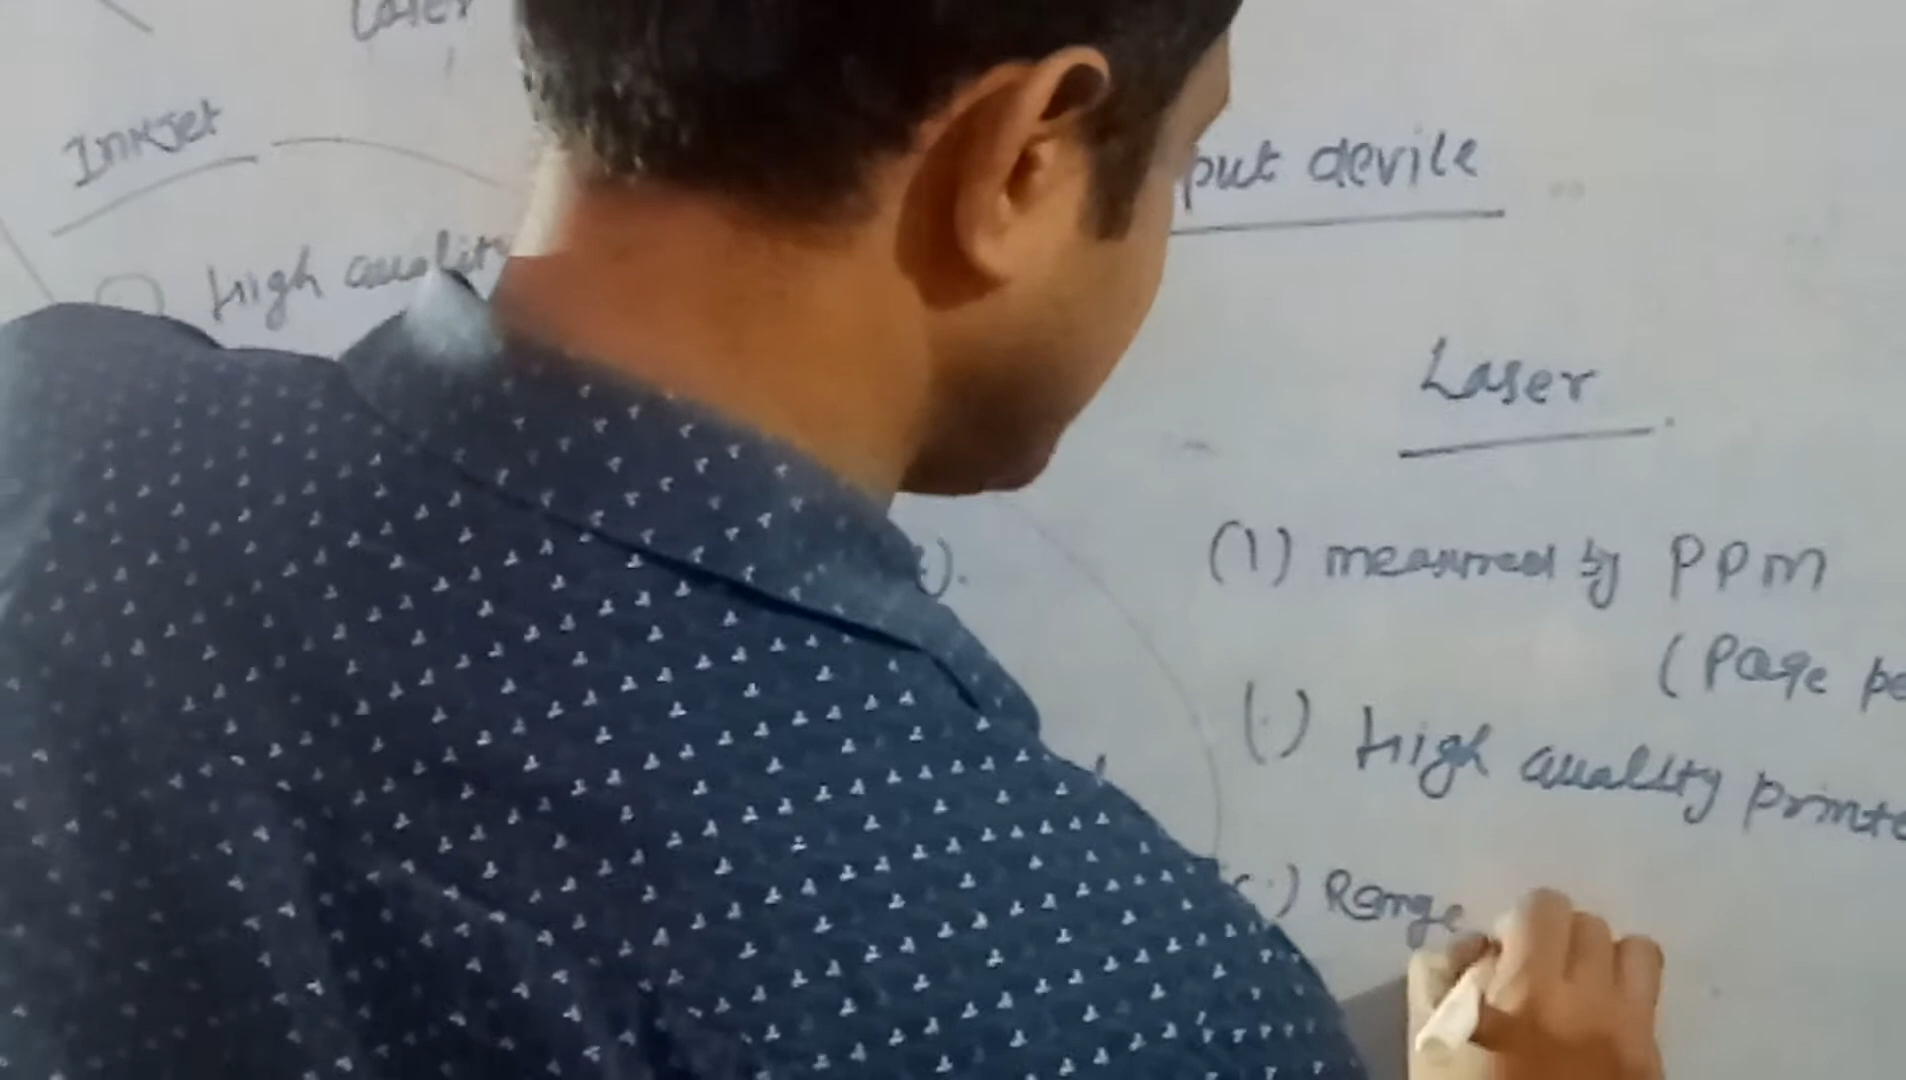 Laser
InkJet
put device
High quality
Laser
(1) measured by PPM
(Page pe
(.) High quality printe
(.) Range